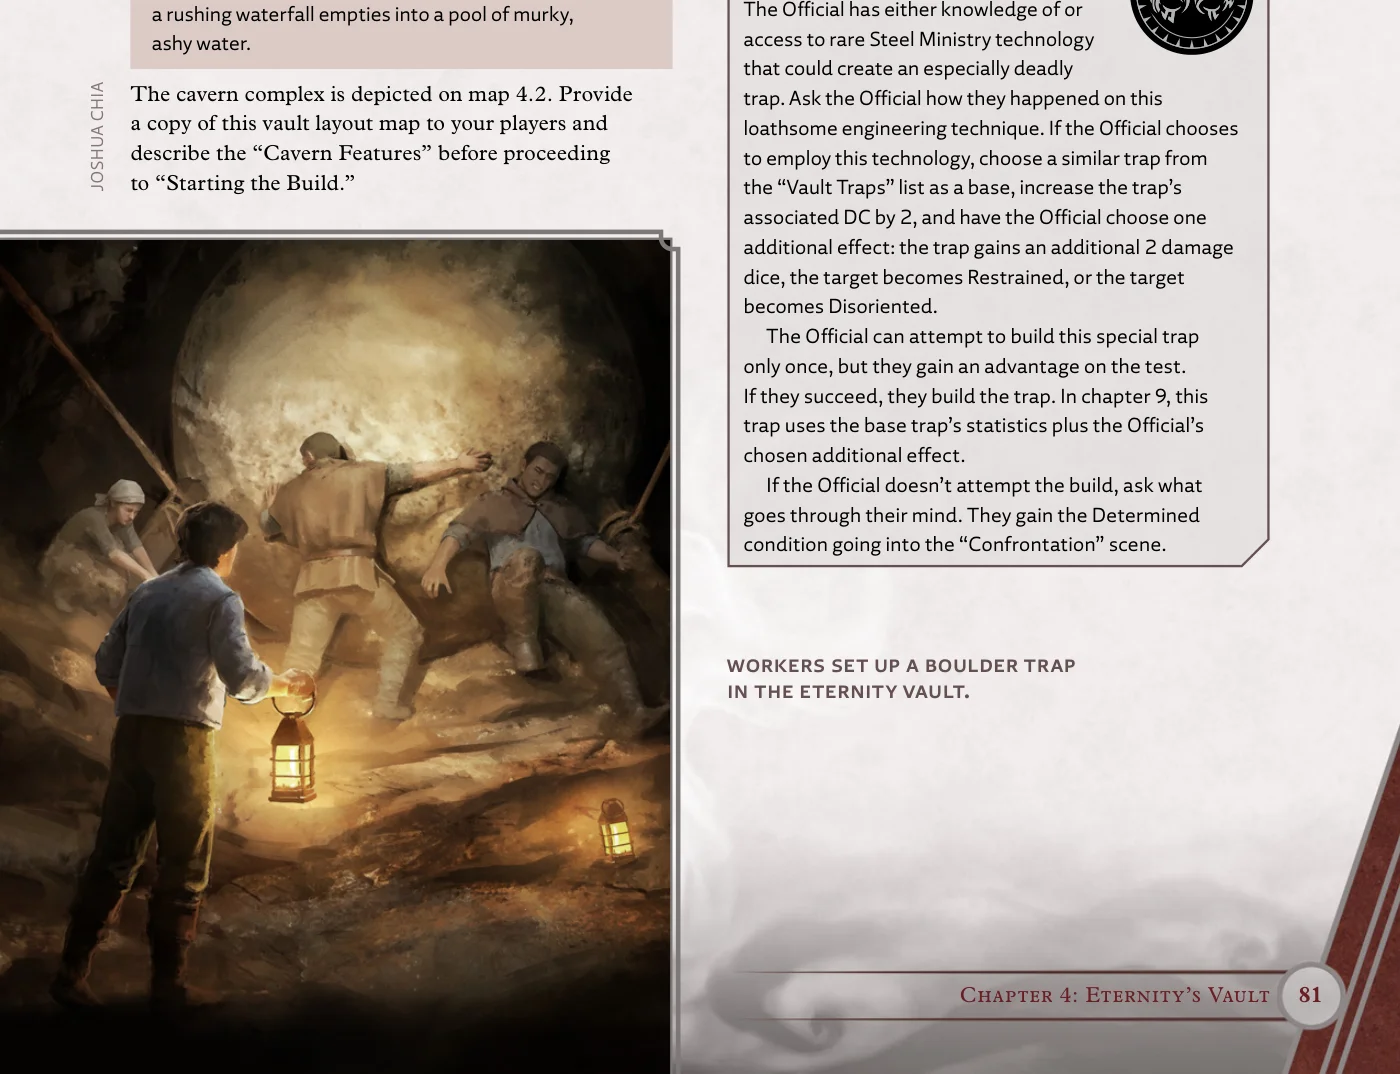 a rushing waterfall empties into a pool of murky,
ashy water.
JOSHUA CHIA
The cavern complex is depicted on map 4.2. Provide
a copy of this vault layout map to your players and
describe the “Cavern Features” before proceeding
to “Starting the Build.”
The Official has either knowledge of or
access to rare Steel Ministry technology
that could create an especially deadly
trap. Ask the Official how they happened on this
loathsome engineering technique. If the Official chooses
to employ this technology, choose a similar trap from
the “Vault Traps” list as a base, increase the trap’s
associated DC by 2, and have the Official choose one
additional effect: the trap gains an additional 2 damage
dice, the target becomes Restrained, or the target
becomes Disoriented.
The Official can attempt to build this special trap
only once, but they gain an advantage on the test.
If they succeed, they build the trap. In chapter 9, this
trap uses the base trap’s statistics plus the Official’s
chosen additional effect.
If the Official doesn’t attempt the build, ask what
goes through their mind. They gain the Determined
condition going into the “Confrontation” scene.
WORKERS SET UP A BOULDER TRAP
IN THE ETERNITY VAULT.
Chapter 4: Eternity’s Vault
81